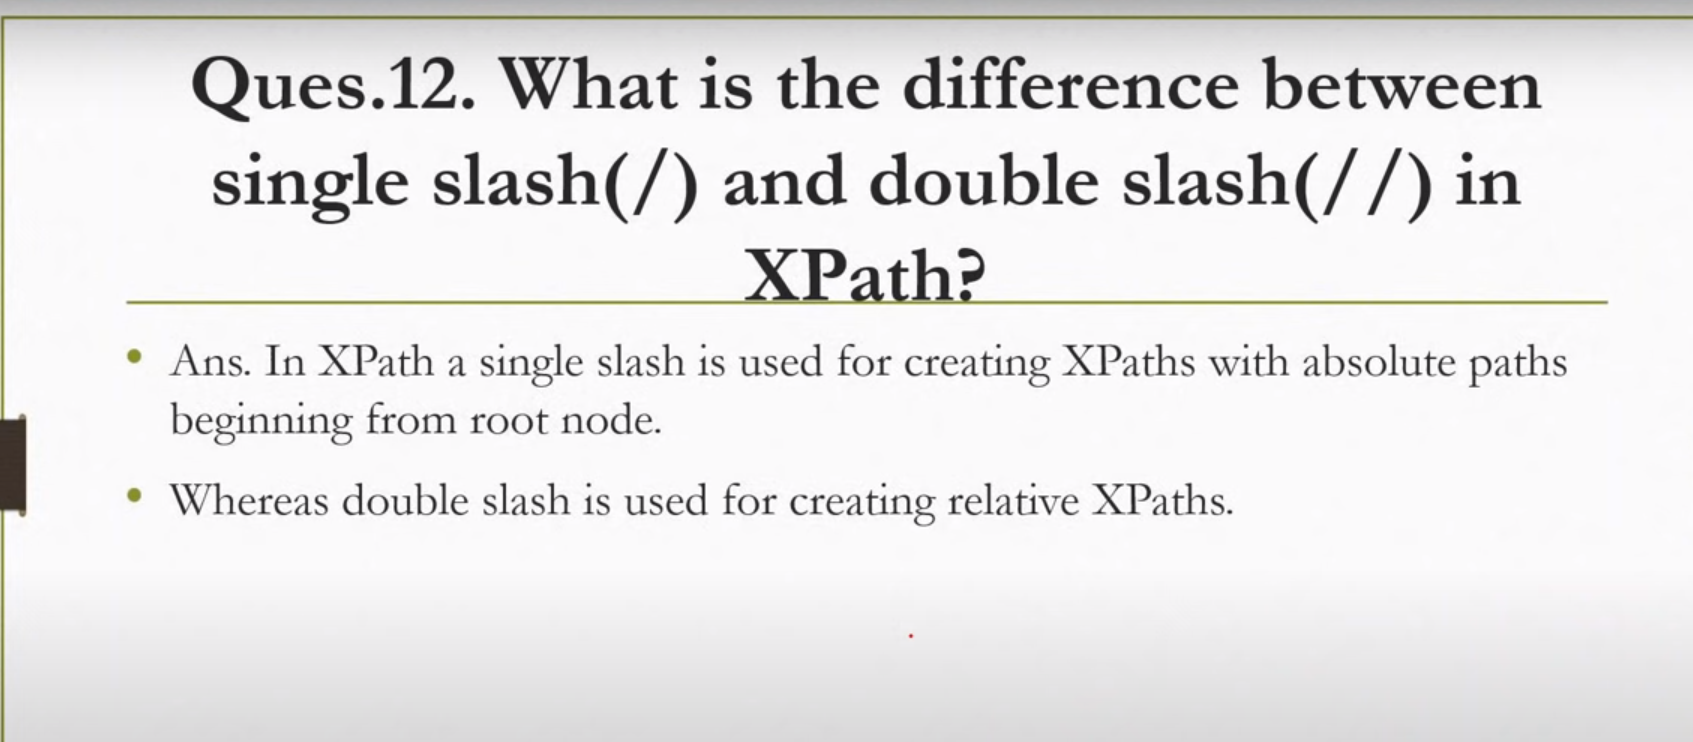 Ques.12. What is the difference between
single slash(/) and double slash(//) in
XPath?
• Ans. In XPath a single slash is used for creating XPaths with absolute paths
beginning from root node.
• Whereas double slash is used for creating relative XPaths.